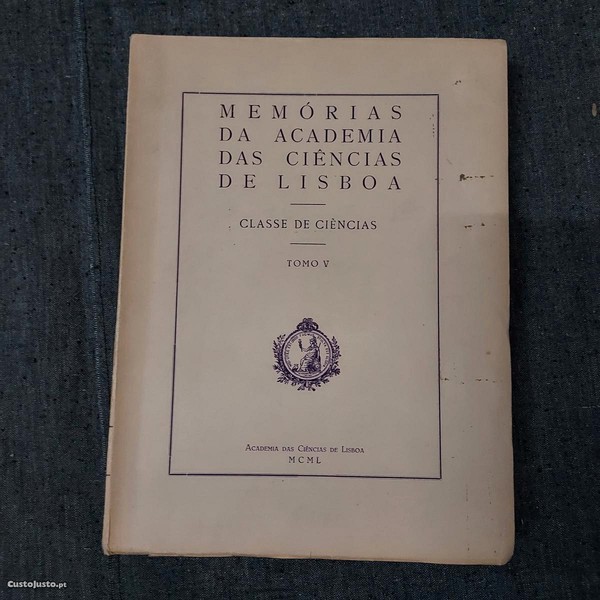 MEMÓRIAS
DA ACADEMIA
DAS CIÊNCIAS
DE LISBOA
CLASSE DE CIÊNCIAS
TOMO V
ACADEMIA DAS CIÊNCIAS DE LISBOA
MCML
CustoJusto.pt